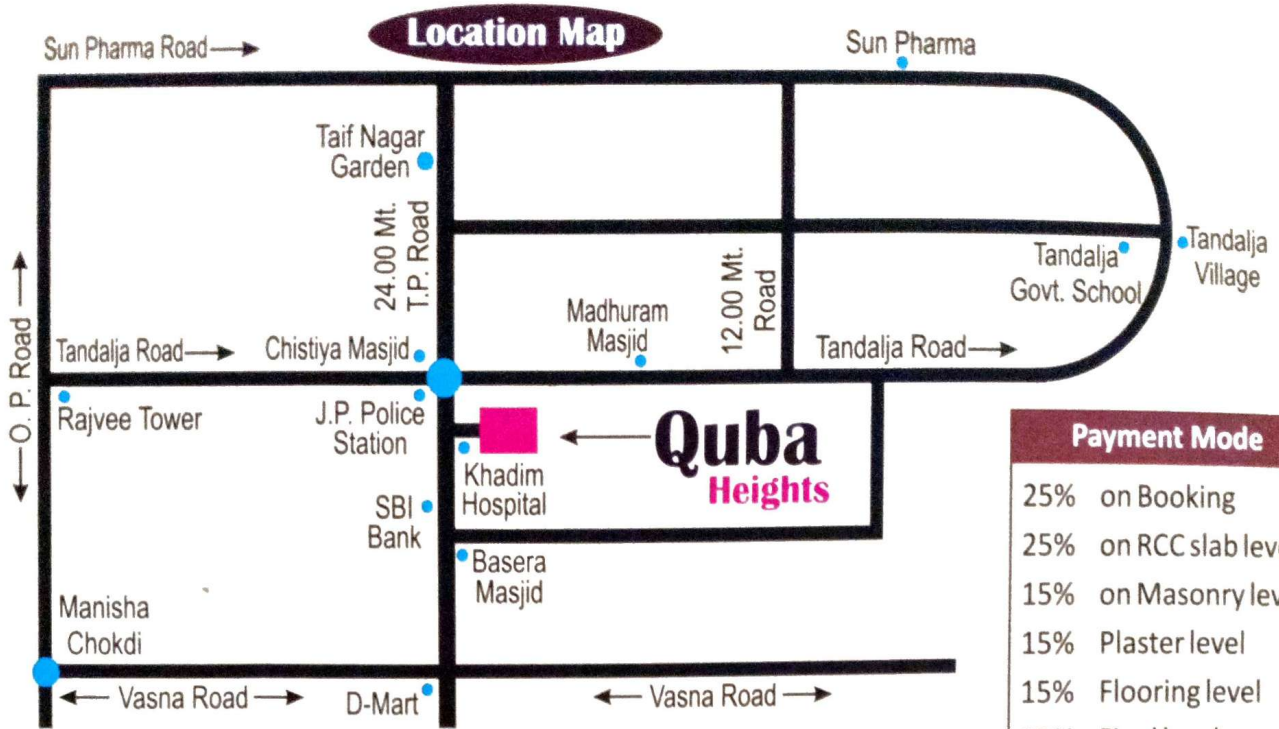 Location Map
Sun Pharma Road
Sun Pharma
Taif Nagar
Garden
24.00 Mt.
T.P. Road
12.00 Mt.
Road
Tandalja
Govt. School
Tandalja
Village
O. P. Road
Tandalja Road
Chistiya Masjid
Madhuram
Masjid
Tandalja Road
Rajvee Tower
J.P. Police
Station
Quba
Heights
Khadim
Hospital
SBI
Bank
Basera
Masjid
Manisha
Chokdi
Vasna Road
D-Mart
Vasna Road
Payment Mode
25% on Booking
25% on RCC slab
15% on Masonry
15% Plaster level
15% Flooring level